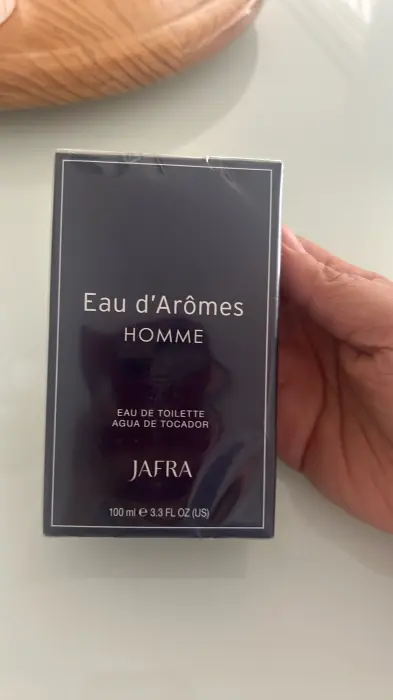 Eau d'Arômes
HOMME
EAU DE TOILETTE
AGUA DE TOCADOR
JAFRA
100 ml ℮ 3.3 FL OZ (US)